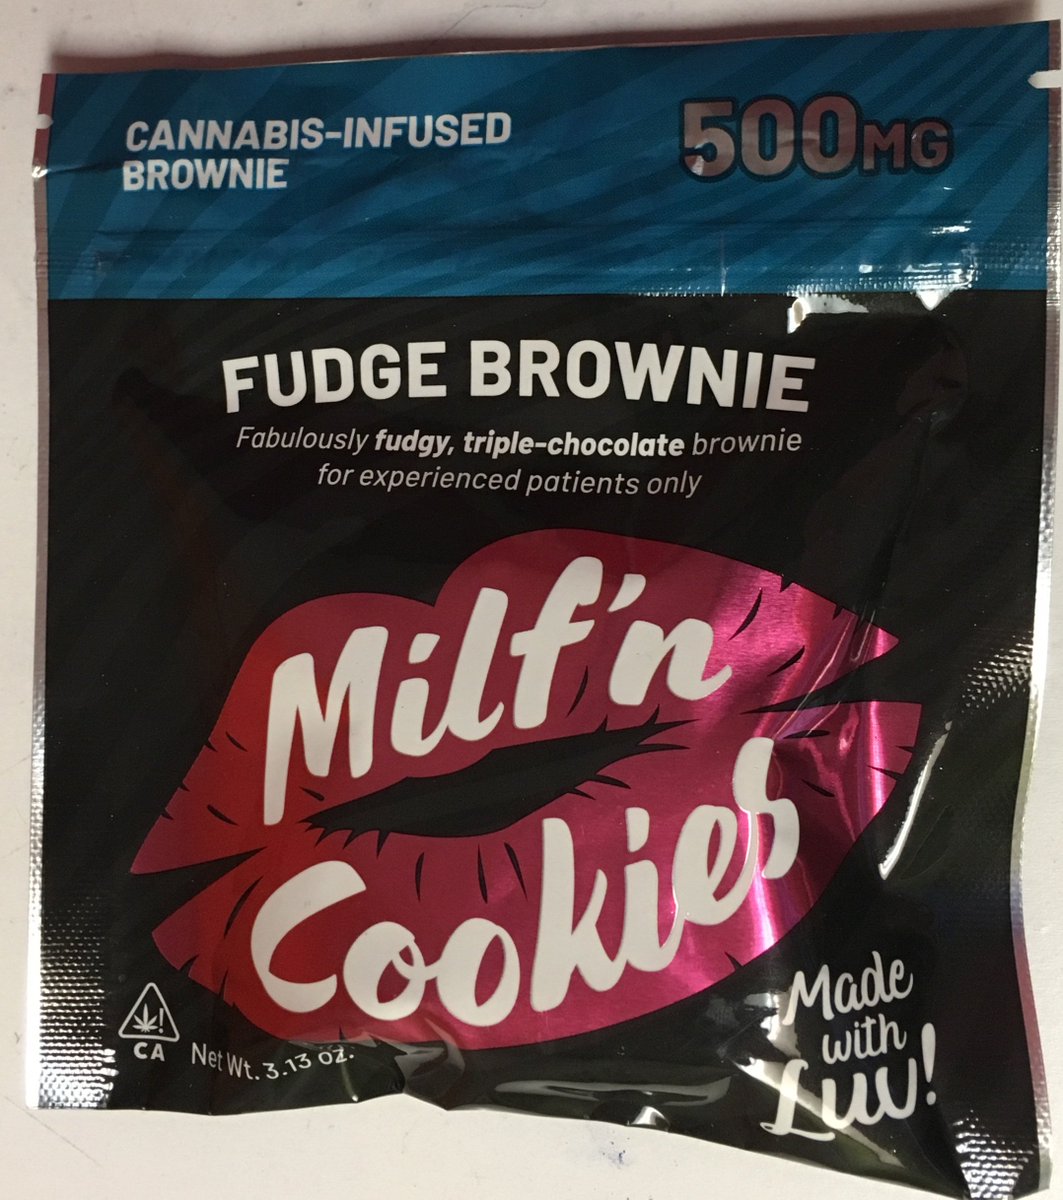 CANNABIS-INFUSED
BROWNIE
500MG
FUDGE BROWNIE
Fabulously fudgy, triple-chocolate brownie
for experienced patients only
Milf'n
Cookies
Made
with
Luv!
!
CA
Net Wt. 3.13 oz.